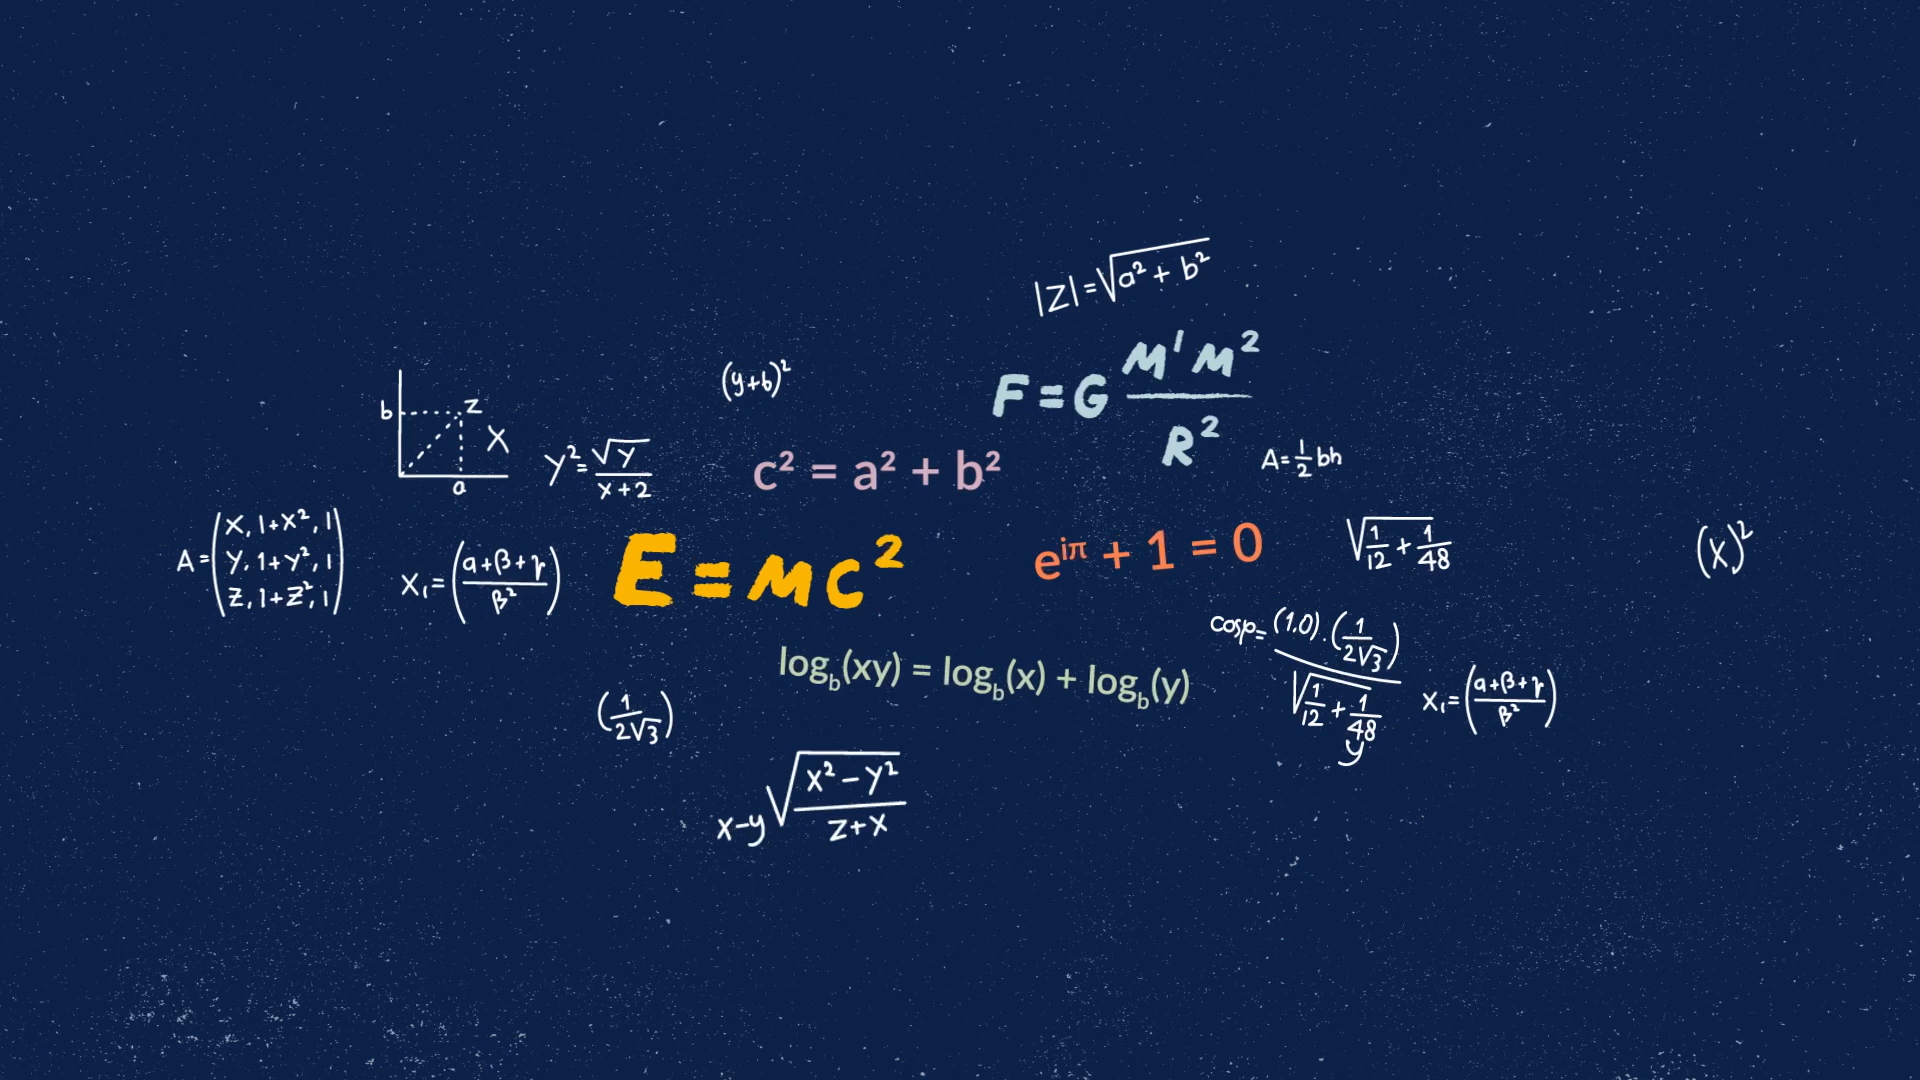 |Z|=√(a²+b²)
F=G M'M²/R²
(y+b)²
b
Z
X
a
Y²=√Y/(x+2)
c² = a² + b²
A=½bh
A=(X, 1+X², 1
Y, 1+Y², 1
Z, 1+Z², 1)
X₁=((a+β+γ)/β²)
E=MC²
e^(iπ) + 1 = 0
√(1/12+1/48)
(X)²
cosp=(1.0).(1/(2√3))/√(1/12+1/48)
y
log_b(xy) = log_b(x) + log_b(y)
X₁=((a+β+γ)/β²)
(1/(2√3))
x-y√((X²-Y²)/(Z+X))